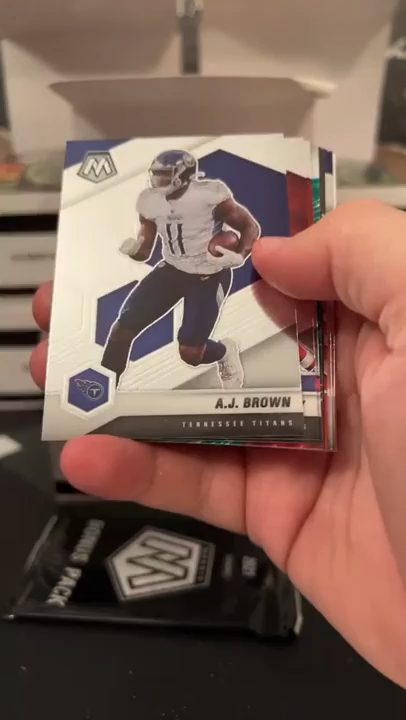 M
11
A.J. BROWN
TENNESSEE TITANS
T
BONUS PACK
M